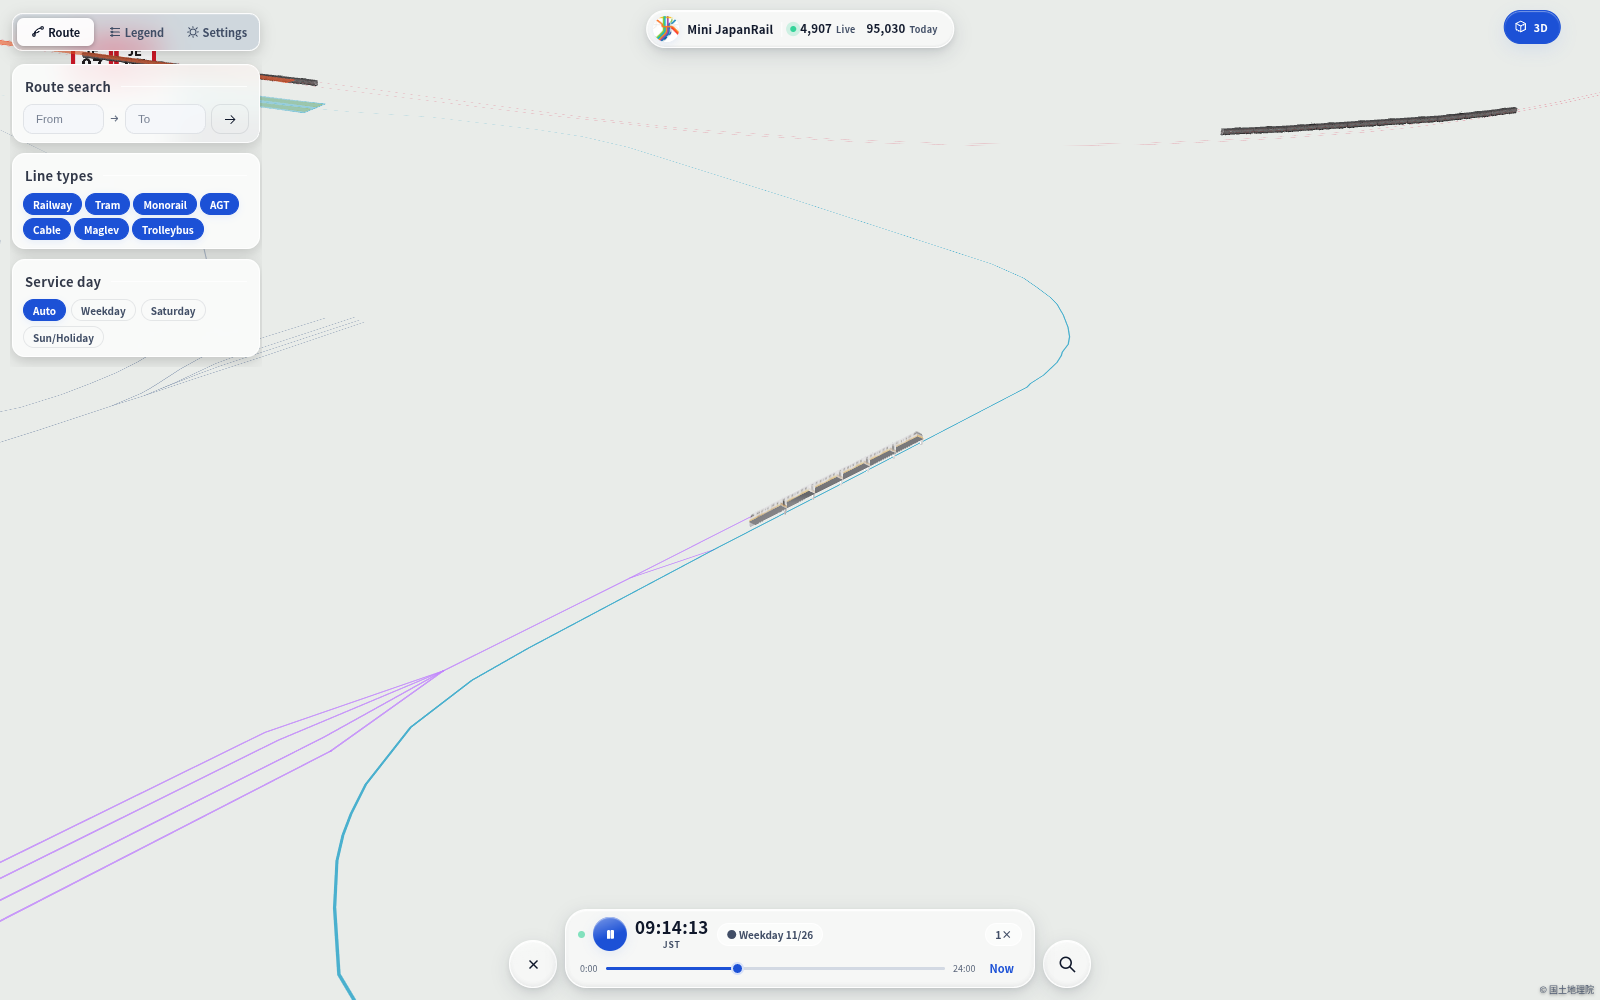 Route Legend Settings
Mini JapanRail 4,907 Live 95,030 Today
3D
JE
Route search
From → To →
Line types
Railway Tram Monorail AGT
Cable Maglev Trolleybus
Service day
Auto Weekday Saturday
Sun/Holiday
09:14:13
JST
Weekday 11/26
1×
0:00
24:00
Now
© 国土地理院